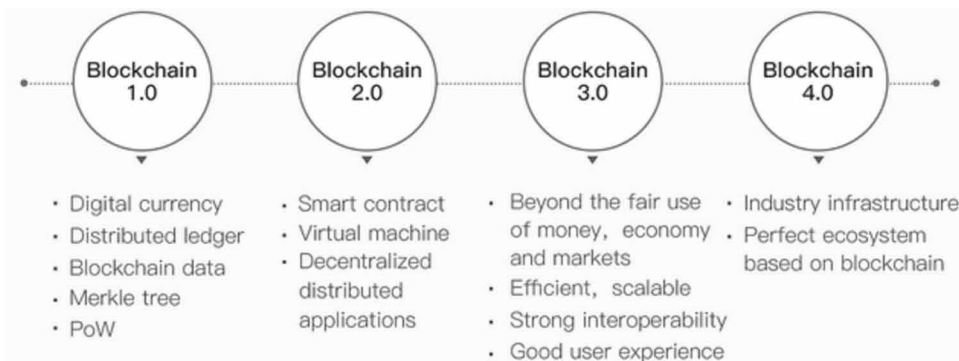 Blockchain
1.0
Blockchain
2.0
Blockchain
3.0
Blockchain
4.0
· Digital currency
· Distributed ledger
· Blockchain data
· Merkle tree
· PoW
· Smart contract
· Virtual machine
· Decentralized
distributed
applications
· Beyond the fair use
of money, economy
and markets
· Efficient, scalable
· Strong interoperability
· Good user experience
· Industry infrastructure
· Perfect ecosystem
based on blockchain